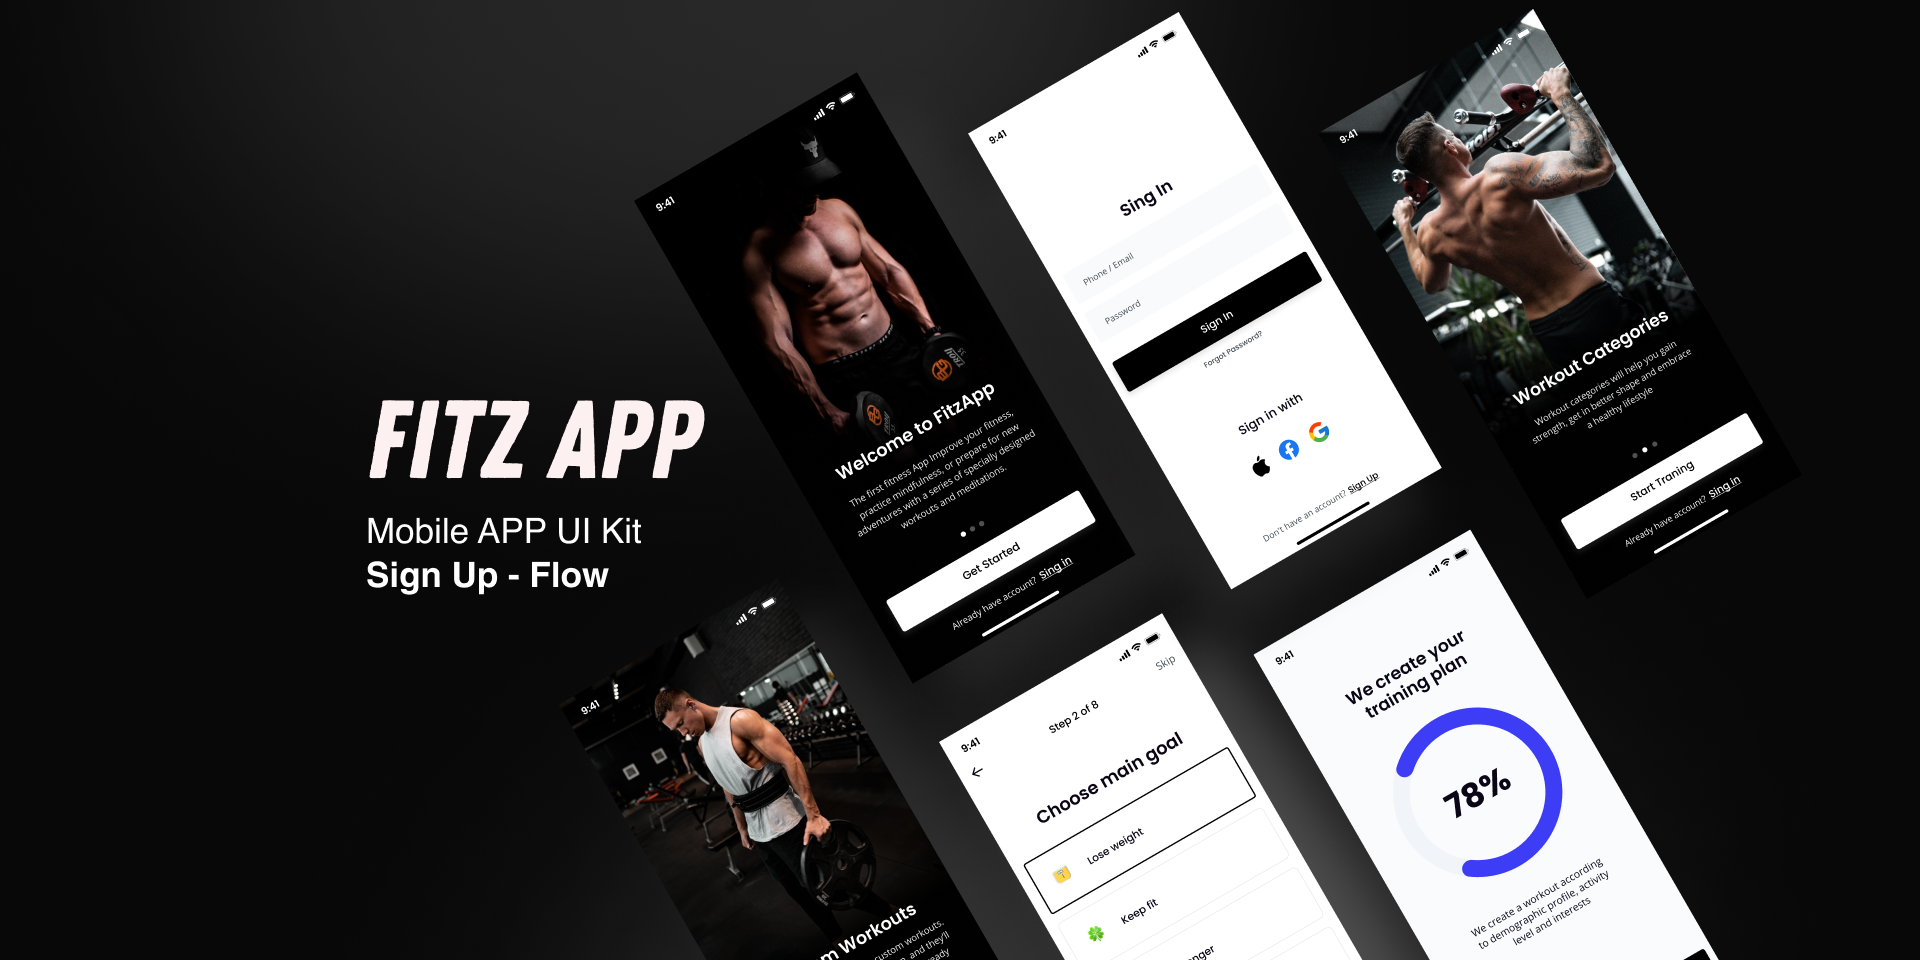 FITZ APP
Mobile APP UI Kit
Sign Up - Flow
9:41
Welcome to FitzApp
The first fitness App Improve your fitness,
practice mindfulness, or prepare for new
adventures with a series of specially designed
workouts and meditations.
Get Started
Already have account? Sing in
9:41
Sing In
Phone / Email
Password
Sign In
Forgot Password?
Sign in with
Don't have an account? Sign Up
9:41
Workout Categories
Workout categories will help you gain
strength, get in better shape and embrace
a healthy lifestyle
Start Traning
Already have account? Sing in
9:41
m Workouts
custom workouts.
, and they'll
ready
9:41
Skip
Step 2 of 8
Choose main goal
Lose weight
Keep fit
nger
9:41
We create your
training plan
78%
We create a workout according
to demographic profile, activity
level and interests